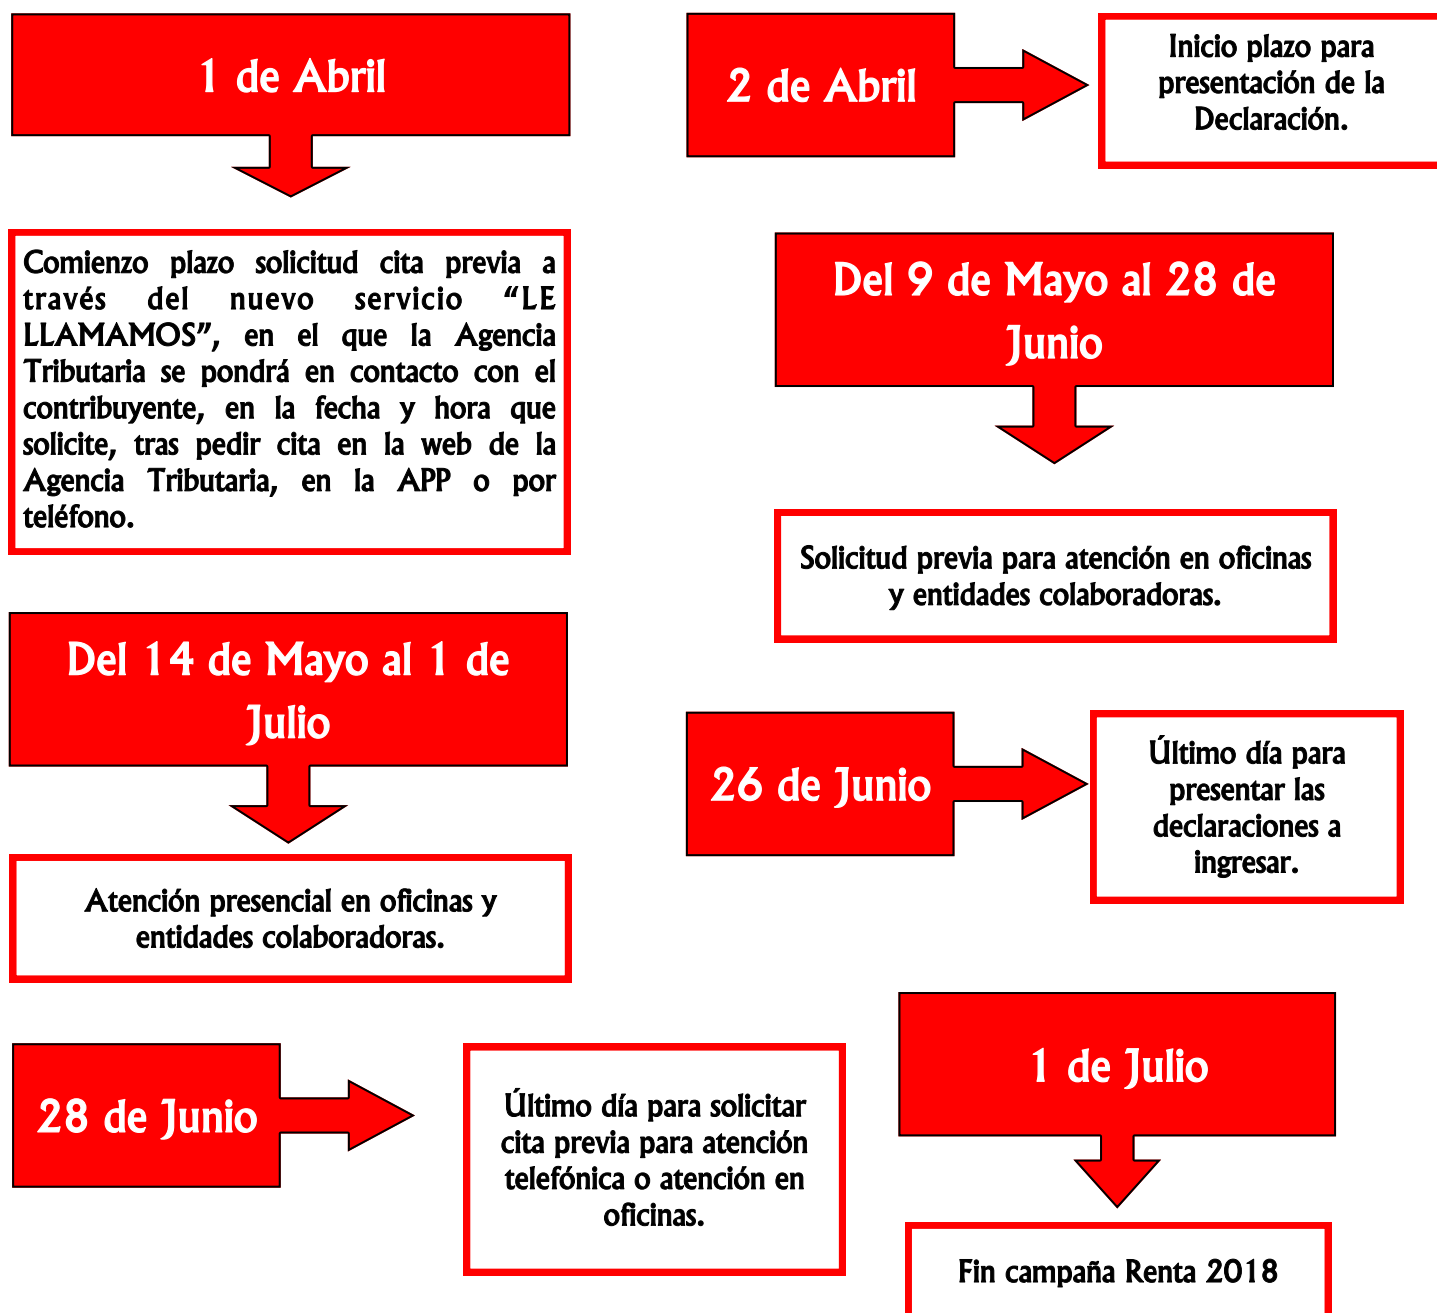 1 de Abril
Comienzo plazo solicitud cita previa a
través del nuevo servicio “LE
LLAMAMOS”, en el que la Agencia
Tributaria se pondrá en contacto con el
contribuyente, en la fecha y hora que
solicite, tras pedir cita en la web de la
Agencia Tributaria, en la APP o por
teléfono.
2 de Abril
Inicio plazo para
presentación de la
Declaración.
Del 9 de Mayo al 28 de
Junio
Solicitud previa para atención en oficinas
y entidades colaboradoras.
Del 14 de Mayo al 1 de
Julio
Atención presencial en oficinas y
entidades colaboradoras.
26 de Junio
Último día para
presentar las
declaraciones a
ingresar.
28 de Junio
Último día para solicitar
cita previa para atención
telefónica o atención en
oficinas.
1 de Julio
Fin campaña Renta 2018